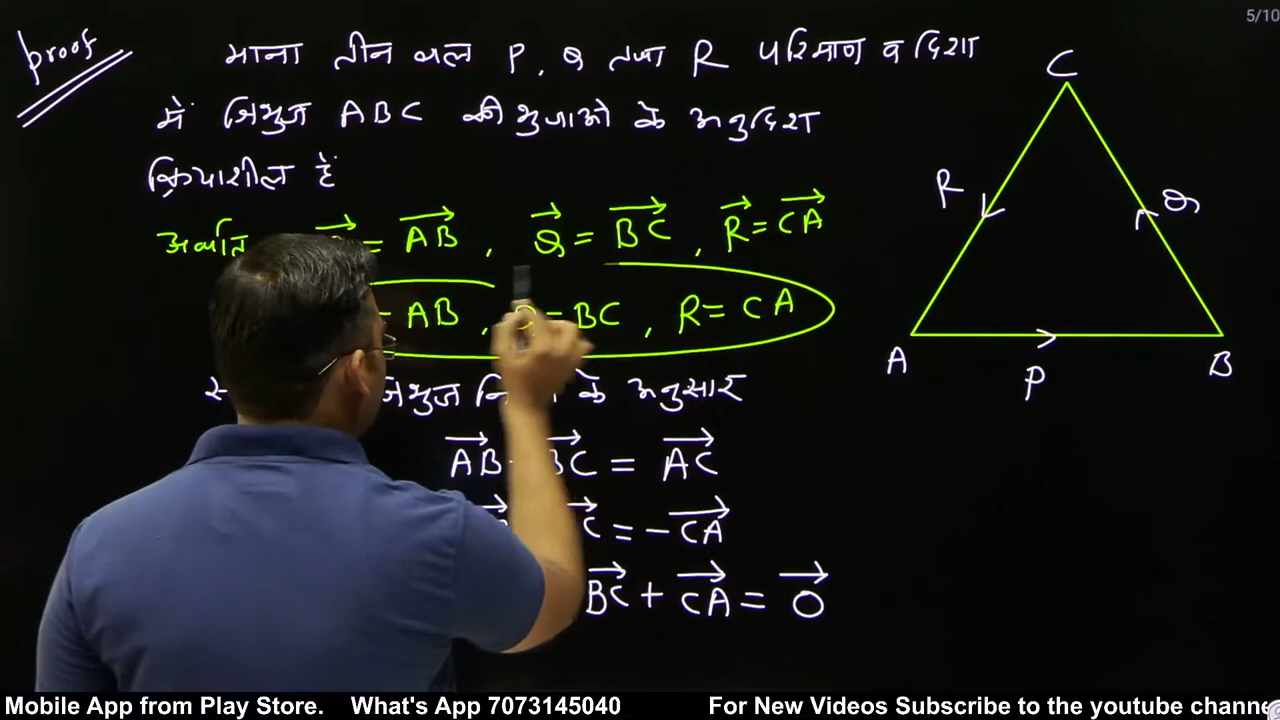 5/10
proof
माना तीन बल P, Q तथा R परिमाण व दिशा
में त्रिभुज ABC की भुजाओ के अनुदिश
क्रियाशील हैं
= AB , Q = BC , R = CA
AB , = BC , R = CA
त्रिभुज के अनुसार
AB BC = AC
C = - CA
BC + CA = 0
C
R
Q
A
B
P
Mobile App from Play Store. What's App 7073145040 For New Videos Subscribe to the youtube channe